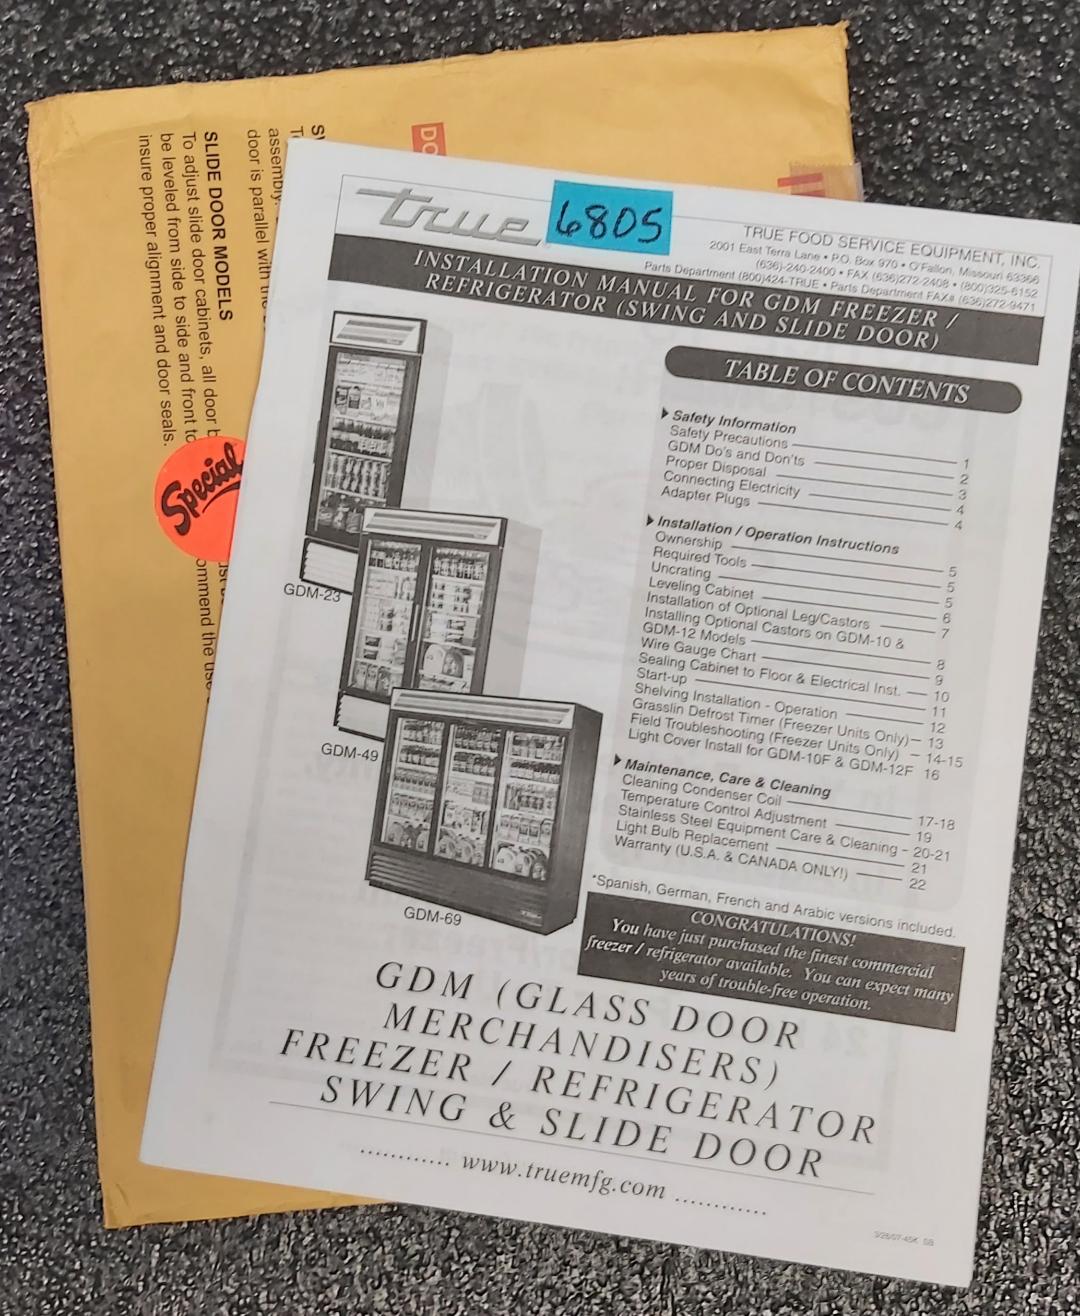 SLIDE DOOR MODELS
To adjust slide door cabinets, all door
be leveled from side to side and front to
insure proper alignment and door seals.
assembly.
door is parallel with the
ommend the use
Special
DO
true
6805
TRUE FOOD SERVICE EQUIPMENT, INC.
2001 East Terra Lane • P.O. Box 970 • O'Fallon, Missouri 63366
(636)-240-2400 • FAX (636)272-2408 • (800)325-6152
Parts Department (800)424-TRUE • Parts Department FAX# (636)272-9471
INSTALLATION MANUAL FOR GDM FREEZER /
REFRIGERATOR (SWING AND SLIDE DOOR)
TABLE OF CONTENTS
Safety Information
Safety Precautions 1
GDM Do's and Don'ts 2
Proper Disposal 3
Connecting Electricity 4
Adapter Plugs 4
Installation / Operation Instructions
Ownership 5
Required Tools 5
Uncrating 5
Leveling Cabinet 6
Installation of Optional Leg/Castors 7
Installing Optional Castors on GDM-10 &
GDM-12 Models 8
Wire Gauge Chart 9
Sealing Cabinet to Floor & Electrical Inst. 10
Start-up 11
Shelving Installation - Operation 12
Grasslin Defrost Timer (Freezer Units Only) 13
Field Troubleshooting (Freezer Units Only) 14-15
Light Cover Install for GDM-10F & GDM-12F 16
Maintenance, Care & Cleaning
Cleaning Condenser Coil 17-18
Temperature Control Adjustment 19
Stainless Steel Equipment Care & Cleaning - 20-21
Light Bulb Replacement 21
Warranty (U.S.A. & CANADA ONLY!) 22
*Spanish, German, French and Arabic versions included.
GDM-23
GDM-49
GDM-69
CONGRATULATIONS!
You have just purchased the finest commercial
freezer / refrigerator available. You can expect many
years of trouble-free operation.
GDM (GLASS DOOR
MERCHANDISERS)
FREEZER / REFRIGERATOR
SWING & SLIDE DOOR
............ www.truemfg.com ............